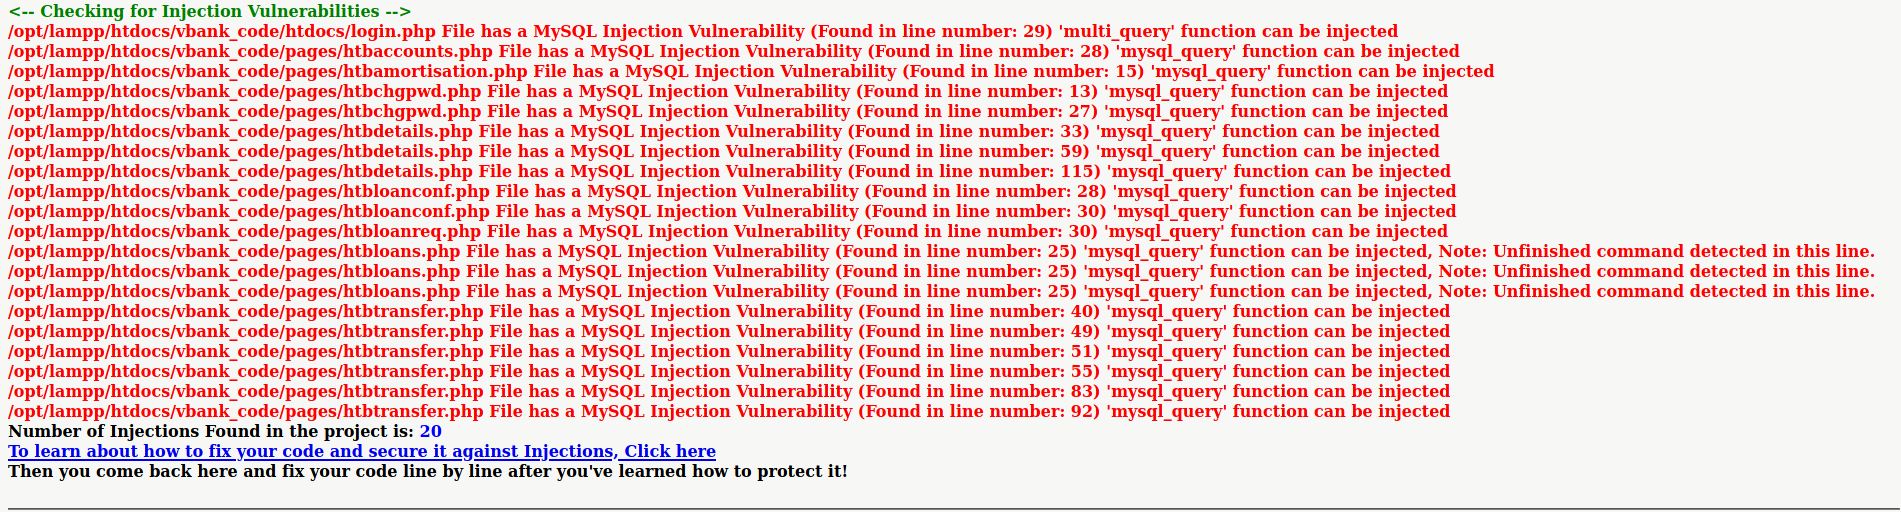 <-- Checking for Injection Vulnerabilities -->
/opt/lampp/htdocs/vbank_code/htdocs/login.php File has a MySQL Injection Vulnerability (Found in line number: 29) 'multi_query' function can be injected
/opt/lampp/htdocs/vbank_code/pages/htbaccounts.php File has a MySQL Injection Vulnerability (Found in line number: 28) 'mysql_query' function can be injected
/opt/lampp/htdocs/vbank_code/pages/htbamortisation.php File has a MySQL Injection Vulnerability (Found in line number: 15) 'mysql_query' function can be injected
/opt/lampp/htdocs/vbank_code/pages/htbchgpwd.php File has a MySQL Injection Vulnerability (Found in line number: 13) 'mysql_query' function can be injected
/opt/lampp/htdocs/vbank_code/pages/htbchgpwd.php File has a MySQL Injection Vulnerability (Found in line number: 27) 'mysql_query' function can be injected
/opt/lampp/htdocs/vbank_code/pages/htbdetails.php File has a MySQL Injection Vulnerability (Found in line number: 33) 'mysql_query' function can be injected
/opt/lampp/htdocs/vbank_code/pages/htbdetails.php File has a MySQL Injection Vulnerability (Found in line number: 59) 'mysql_query' function can be injected
/opt/lampp/htdocs/vbank_code/pages/htbdetails.php File has a MySQL Injection Vulnerability (Found in line number: 115) 'mysql_query' function can be injected
/opt/lampp/htdocs/vbank_code/pages/htbloanconf.php File has a MySQL Injection Vulnerability (Found in line number: 28) 'mysql_query' function can be injected
/opt/lampp/htdocs/vbank_code/pages/htbloanconf.php File has a MySQL Injection Vulnerability (Found in line number: 30) 'mysql_query' function can be injected
/opt/lampp/htdocs/vbank_code/pages/htbloanreq.php File has a MySQL Injection Vulnerability (Found in line number: 30) 'mysql_query' function can be injected
/opt/lampp/htdocs/vbank_code/pages/htbloans.php File has a MySQL Injection Vulnerability (Found in line number: 25) 'mysql_query' function can be injected, Note: Unfinished command detected in this line.
/opt/lampp/htdocs/vbank_code/pages/htbloans.php File has a MySQL Injection Vulnerability (Found in line number: 25) 'mysql_query' function can be injected, Note: Unfinished command detected in this line.
/opt/lampp/htdocs/vbank_code/pages/htbloans.php File has a MySQL Injection Vulnerability (Found in line number: 25) 'mysql_query' function can be injected, Note: Unfinished command detected in this line.
/opt/lampp/htdocs/vbank_code/pages/htbtransfer.php File has a MySQL Injection Vulnerability (Found in line number: 40) 'mysql_query' function can be injected
/opt/lampp/htdocs/vbank_code/pages/htbtransfer.php File has a MySQL Injection Vulnerability (Found in line number: 49) 'mysql_query' function can be injected
/opt/lampp/htdocs/vbank_code/pages/htbtransfer.php File has a MySQL Injection Vulnerability (Found in line number: 51) 'mysql_query' function can be injected
/opt/lampp/htdocs/vbank_code/pages/htbtransfer.php File has a MySQL Injection Vulnerability (Found in line number: 55) 'mysql_query' function can be injected
/opt/lampp/htdocs/vbank_code/pages/htbtransfer.php File has a MySQL Injection Vulnerability (Found in line number: 83) 'mysql_query' function can be injected
/opt/lampp/htdocs/vbank_code/pages/htbtransfer.php File has a MySQL Injection Vulnerability (Found in line number: 92) 'mysql_query' function can be injected
Number of Injections Found in the project is: 20
To learn about how to fix your code and secure it against Injections, Click here
Then you come back here and fix your code line by line after you've learned how to protect it!